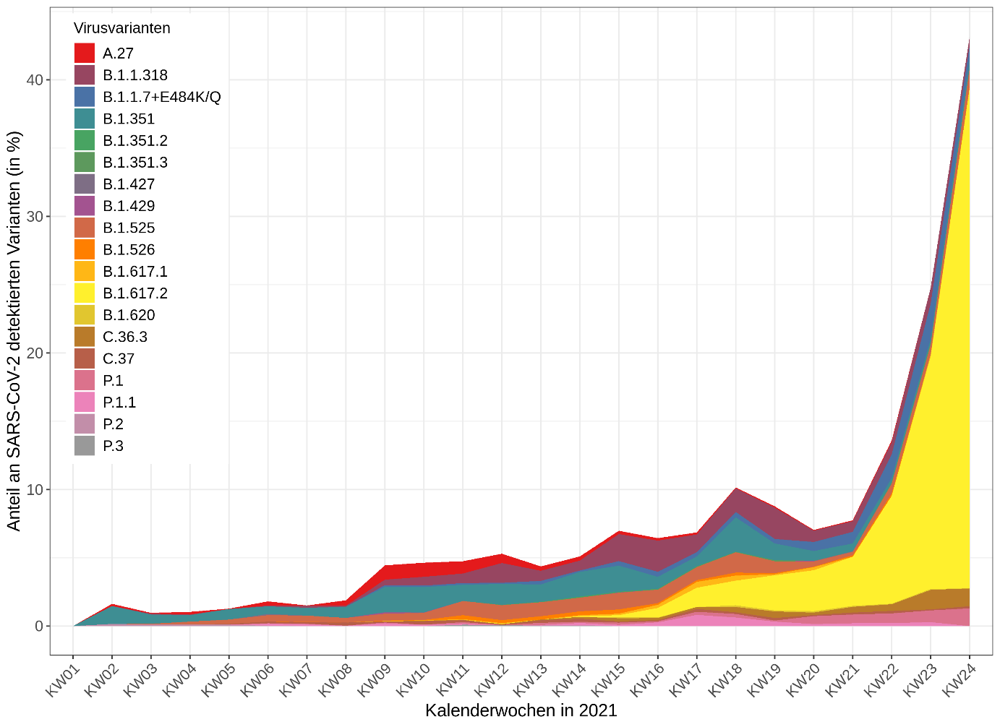 Virusvarianten
A.27
B.1.1.318
B.1.1.7+E484K/Q
B.1.351
B.1.351.2
B.1.351.3
B.1.427
B.1.429
B.1.525
B.1.526
B.1.617.1
B.1.617.2
B.1.620
C.36.3
C.37
P.1
P.1.1
P.2
P.3
Anteil an SARS-CoV-2 detektierten Varianten (in %)
40
30
20
10
0
KW01 KW02 KW03 KW04 KW05 KW06 KW07 KW08 KW09 KW10 KW11 KW12 KW13 KW14 KW15 KW16 KW17 KW18 KW19 KW20 KW21 KW22 KW23 KW24
Kalenderwochen in 2021